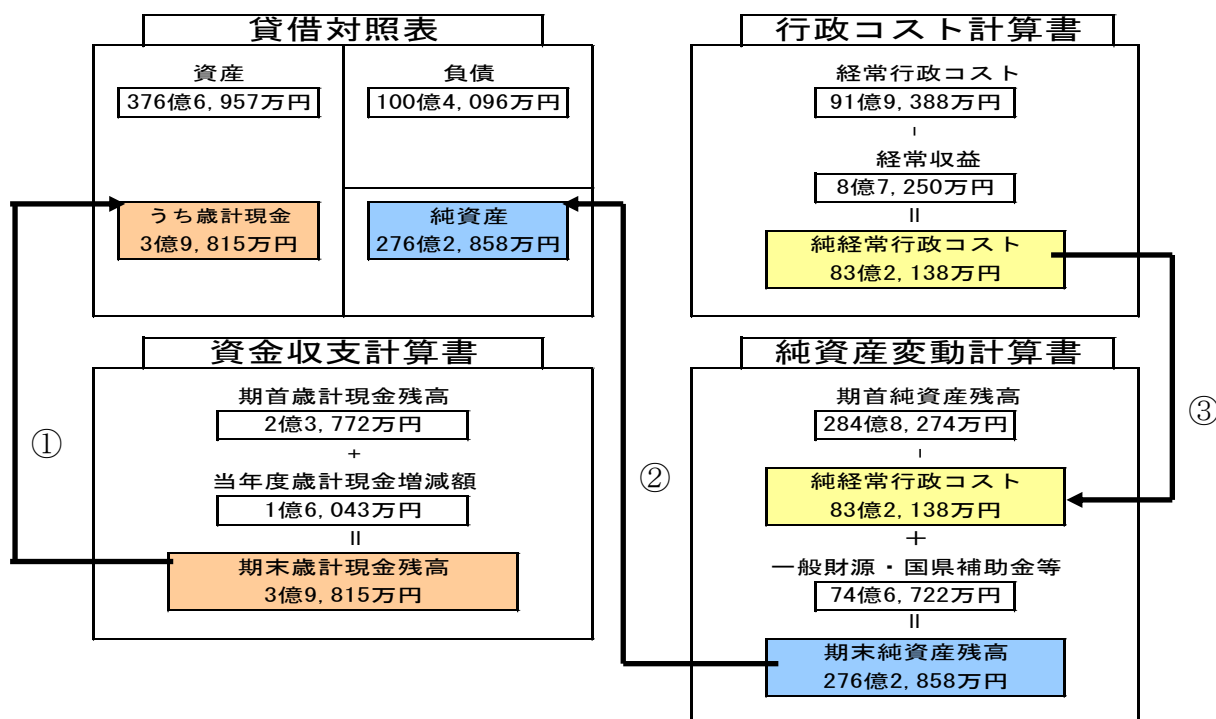 貸借対照表
資産
376億6,957万円
負債
100億4,096万円
うち歳計現金
3億9,815万円
純資産
276億2,858万円
行政コスト計算書
経常行政コスト
91億9,388万円
-
経常収益
8億7,250万円
=
純経常行政コスト
83億2,138万円
資金収支計算書
期首歳計現金残高
2億3,772万円
+
当年度歳計現金増減額
1億6,043万円
=
期末歳計現金残高
3億9,815万円
純資産変動計算書
期首純資産残高
284億8,274万円
-
純経常行政コスト
83億2,138万円
+
一般財源・国県補助金等
74億6,722万円
=
期末純資産残高
276億2,858万円
①
②
③